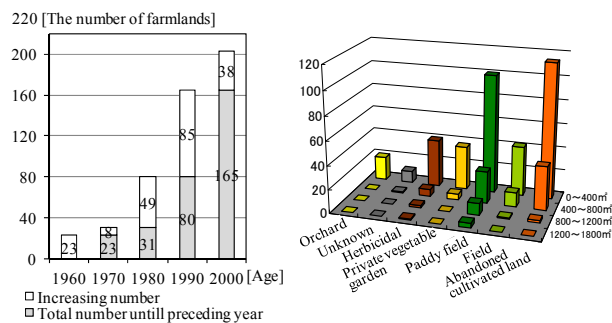 220 [The number of farmlands]
200
160
120
80
40
0
23
8
23
49
31
85
80
38
165
1960 1970 1980 1990 2000 [Age]
Increasing number
Total number untill preceding year
120
100
80
60
40
20
0
0～400㎡
400～800㎡
800～1200㎡
1200～1800㎡
Orchard
Unknown
Herbicidal
Private vegetable
garden
Paddy field
Field
Abandoned
cultivated land